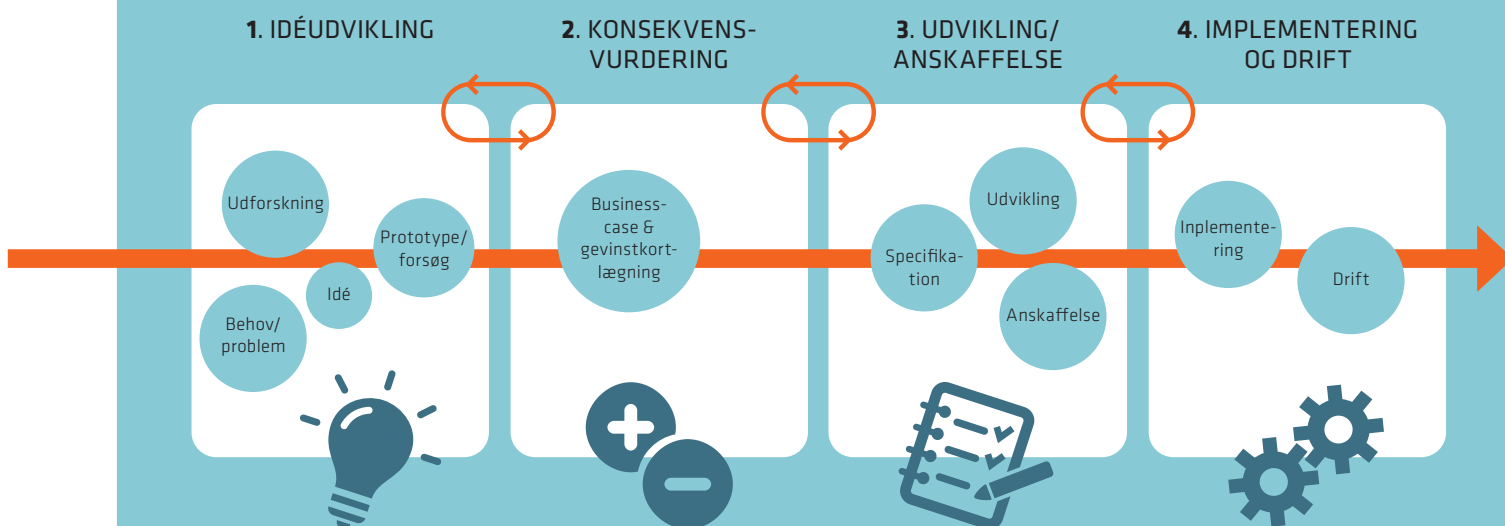 1. IDÉUDVIKLING
Udforskning
Prototype/
forsøg
Idé
Behov/
problem
2. KONSEKVENS-
VURDERING
Business-
case &
gevinstkort-
lægning
3. UDVIKLING/
ANSKAFFELSE
Udvikling
Specifika-
tion
Anskaffelse
4. IMPLEMENTERING
OG DRIFT
Inplemente-
ring
Drift